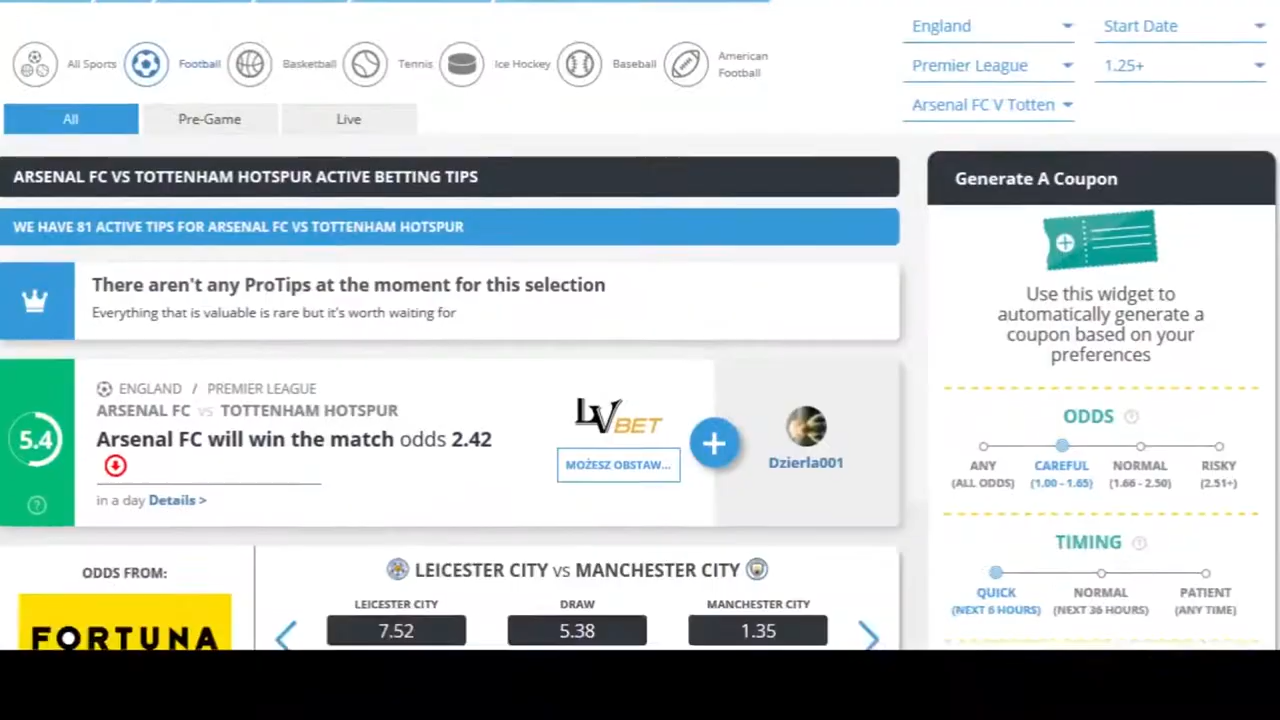 England
Start Date
All Sports
Football
Basketball
Tennis
Ice Hockey
Baseball
American
Football
Premier League
1.25+
Arsenal FC V Totten
All
Pre-Game
Live
ARSENAL FC VS TOTTENHAM HOTSPUR ACTIVE BETTING TIPS
WE HAVE 81 ACTIVE TIPS FOR ARSENAL FC VS TOTTENHAM HOTSPUR
There aren't any ProTips at the moment for this selection
Everything that is valuable is rare but it's worth waiting for
5.4
ENGLAND / PREMIER LEAGUE
ARSENAL FC vs TOTTENHAM HOTSPUR
Arsenal FC will win the match odds 2.42
in a day Details >
LVBET
MOŻESZ OBSTAW...
Dzierla001
ODDS FROM:
FORTUNA
LEICESTER CITY vs MANCHESTER CITY
LEICESTER CITY
DRAW
MANCHESTER CITY
7.52
5.38
1.35
Generate A Coupon
Use this widget to
automatically generate a
coupon based on your
preferences
ODDS
ANY
CAREFUL
NORMAL
RISKY
(ALL ODDS)
(1.00 - 1.65)
(1.66 - 2.50)
(2.51+)
TIMING
QUICK
NORMAL
PATIENT
(NEXT 6 HOURS)
(NEXT 36 HOURS)
(ANY TIME)